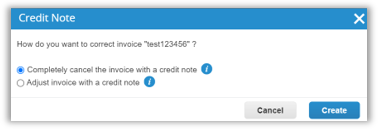 Credit Note
How do you want to correct invoice "test123456" ?
Completely cancel the invoice with a credit note
Adjust invoice with a credit note
Cancel Create